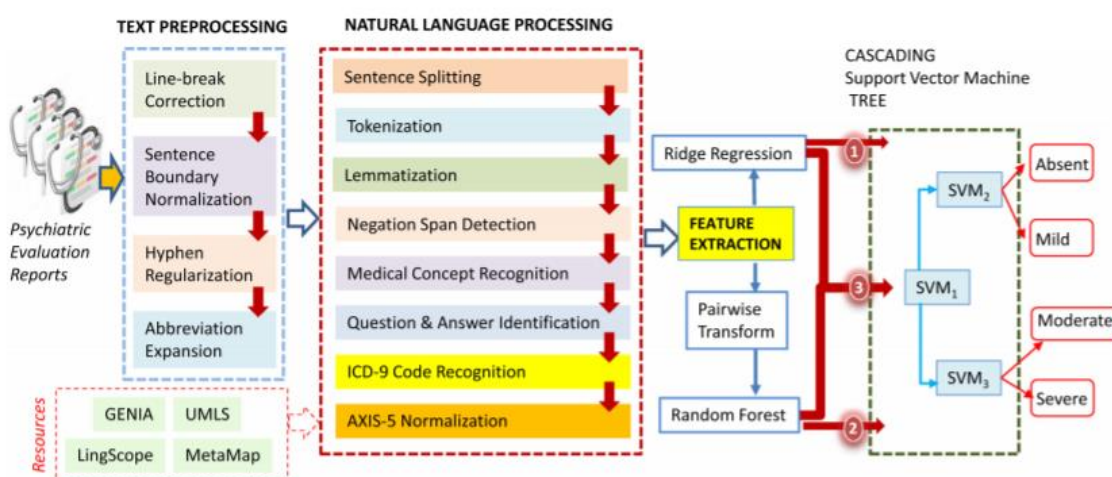 TEXT PREPROCESSING
Line-break
Correction
Sentence
Boundary
Normalization
Hyphen
Regularization
Abbreviation
Expansion
Psychiatric
Evaluation
Reports
Resources
GENIA
UMLS
LingScope
MetaMap
NATURAL LANGUAGE PROCESSING
Sentence Splitting
Tokenization
Lemmatization
Negation Span Detection
Medical Concept Recognition
Question & Answer Identification
ICD-9 Code Recognition
AXIS-5 Normalization
Ridge Regression
FEATURE
EXTRACTION
Pairwise
Transform
Random Forest
1
3
2
CASCADING
Support Vector Machine
TREE
SVM₂
SVM₁
SVM₃
Absent
Mild
Moderate
Severe